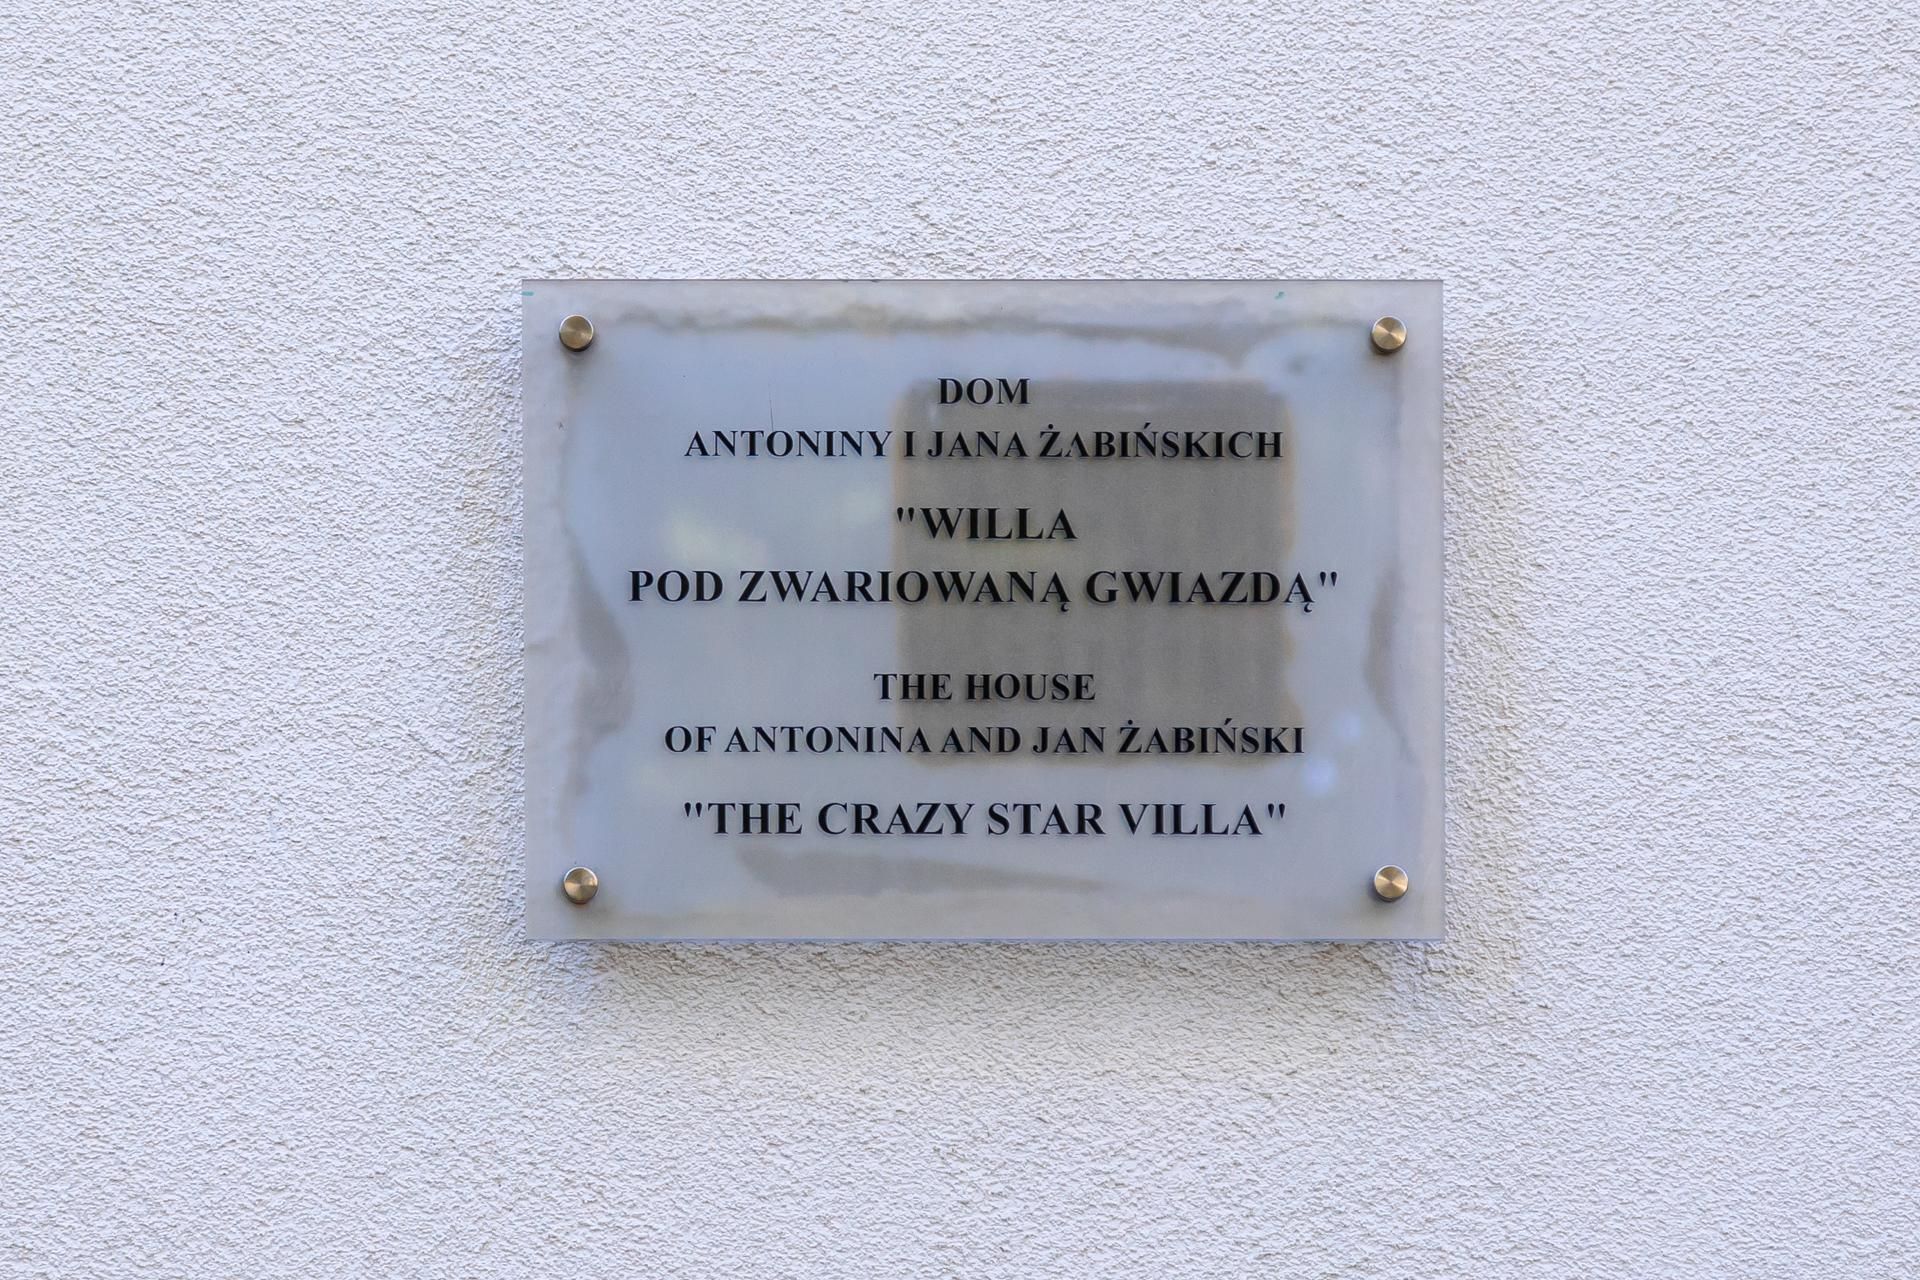 DOM
ANTONINY I JANA ŻABIŃSKICH
"WILLA
POD ZWARIOWANĄ GWIAZDĄ"
THE HOUSE
OF ANTONINA AND JAN ŻABIŃSKI
"THE CRAZY STAR VILLA"